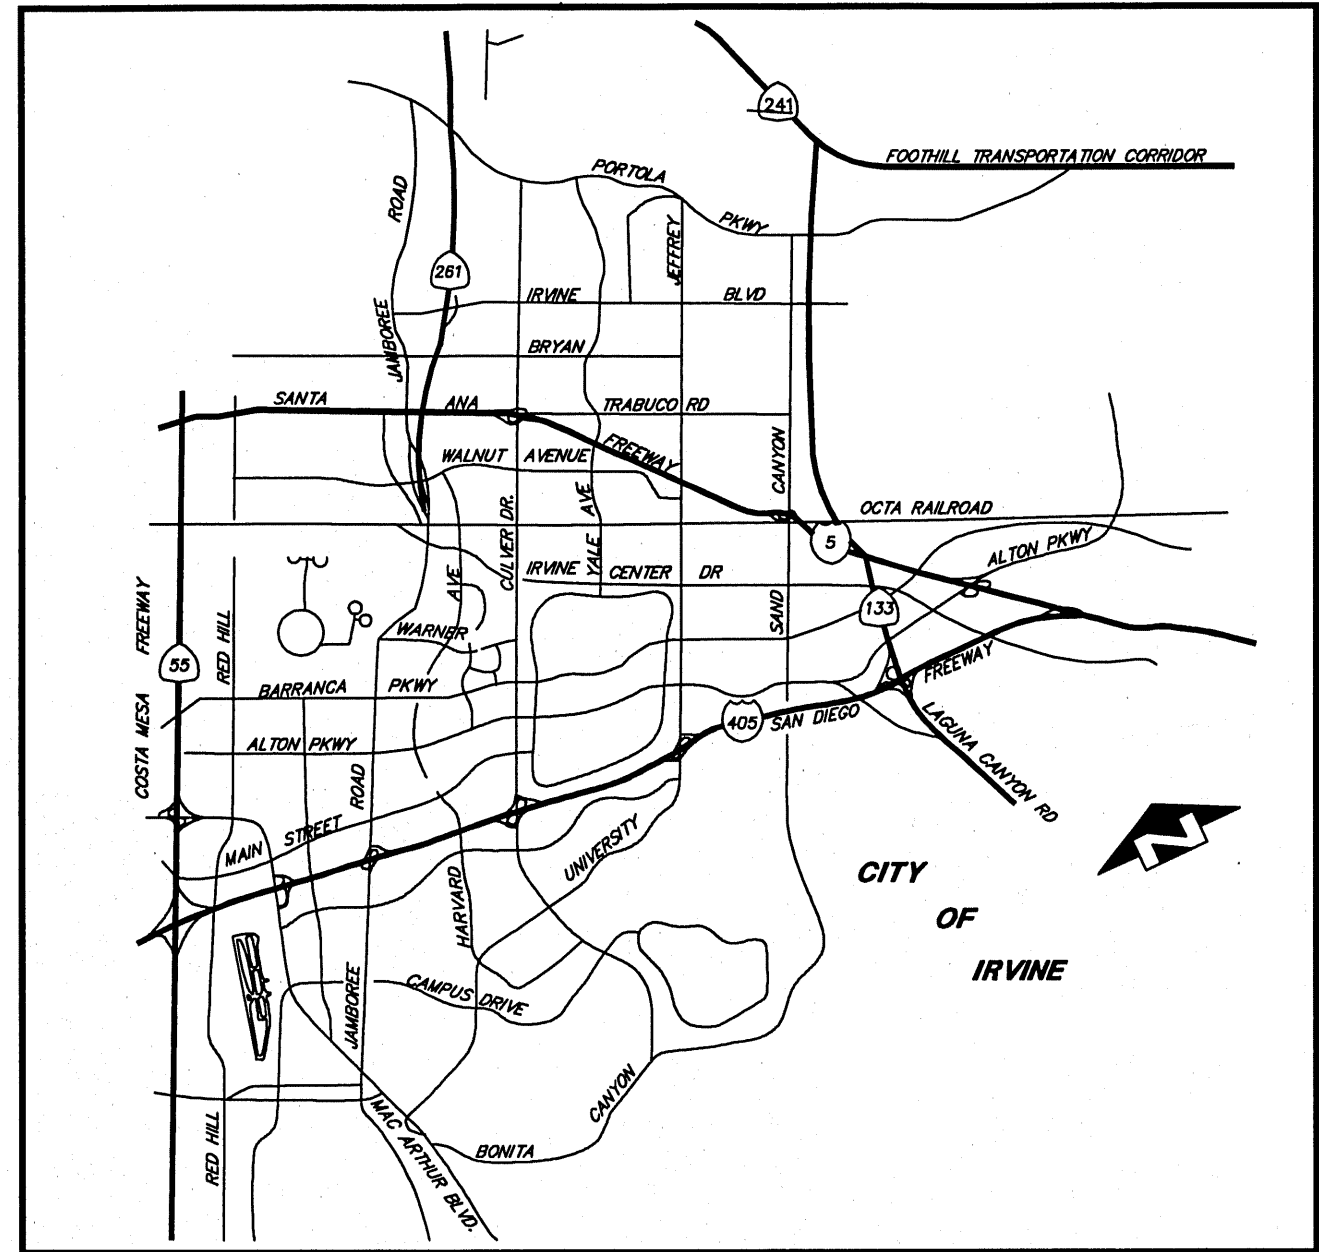 241
FOOTHILL TRANSPORTATION CORRIDOR
PORTOLA
PKWY
ROAD
JEFFREY
261
IRVINE BLVD
JAMBOREE
BRYAN
SANTA ANA
TRABUCO RD
FREEWAY
WALNUT AVENUE
CANYON
OCTA RAILROAD
CULVER DR.
YALE AVE
5
ALTON PKWY
IRVINE CENTER DR
AVE
COSTA MESA FREEWAY
RED HILL
SAND
133
WARNER
55
FREEWAY
BARRANCA PKWY
405
SAN DIEGO
LAGUNA CANYON RD
ALTON PKWY
ROAD
MAIN STREET
UNIVERSITY
HARVARD
N
CITY
OF
IRVINE
JAMBOREE
CAMPUS DRIVE
CANYON
RED HILL
MAC ARTHUR BLVD.
BONITA